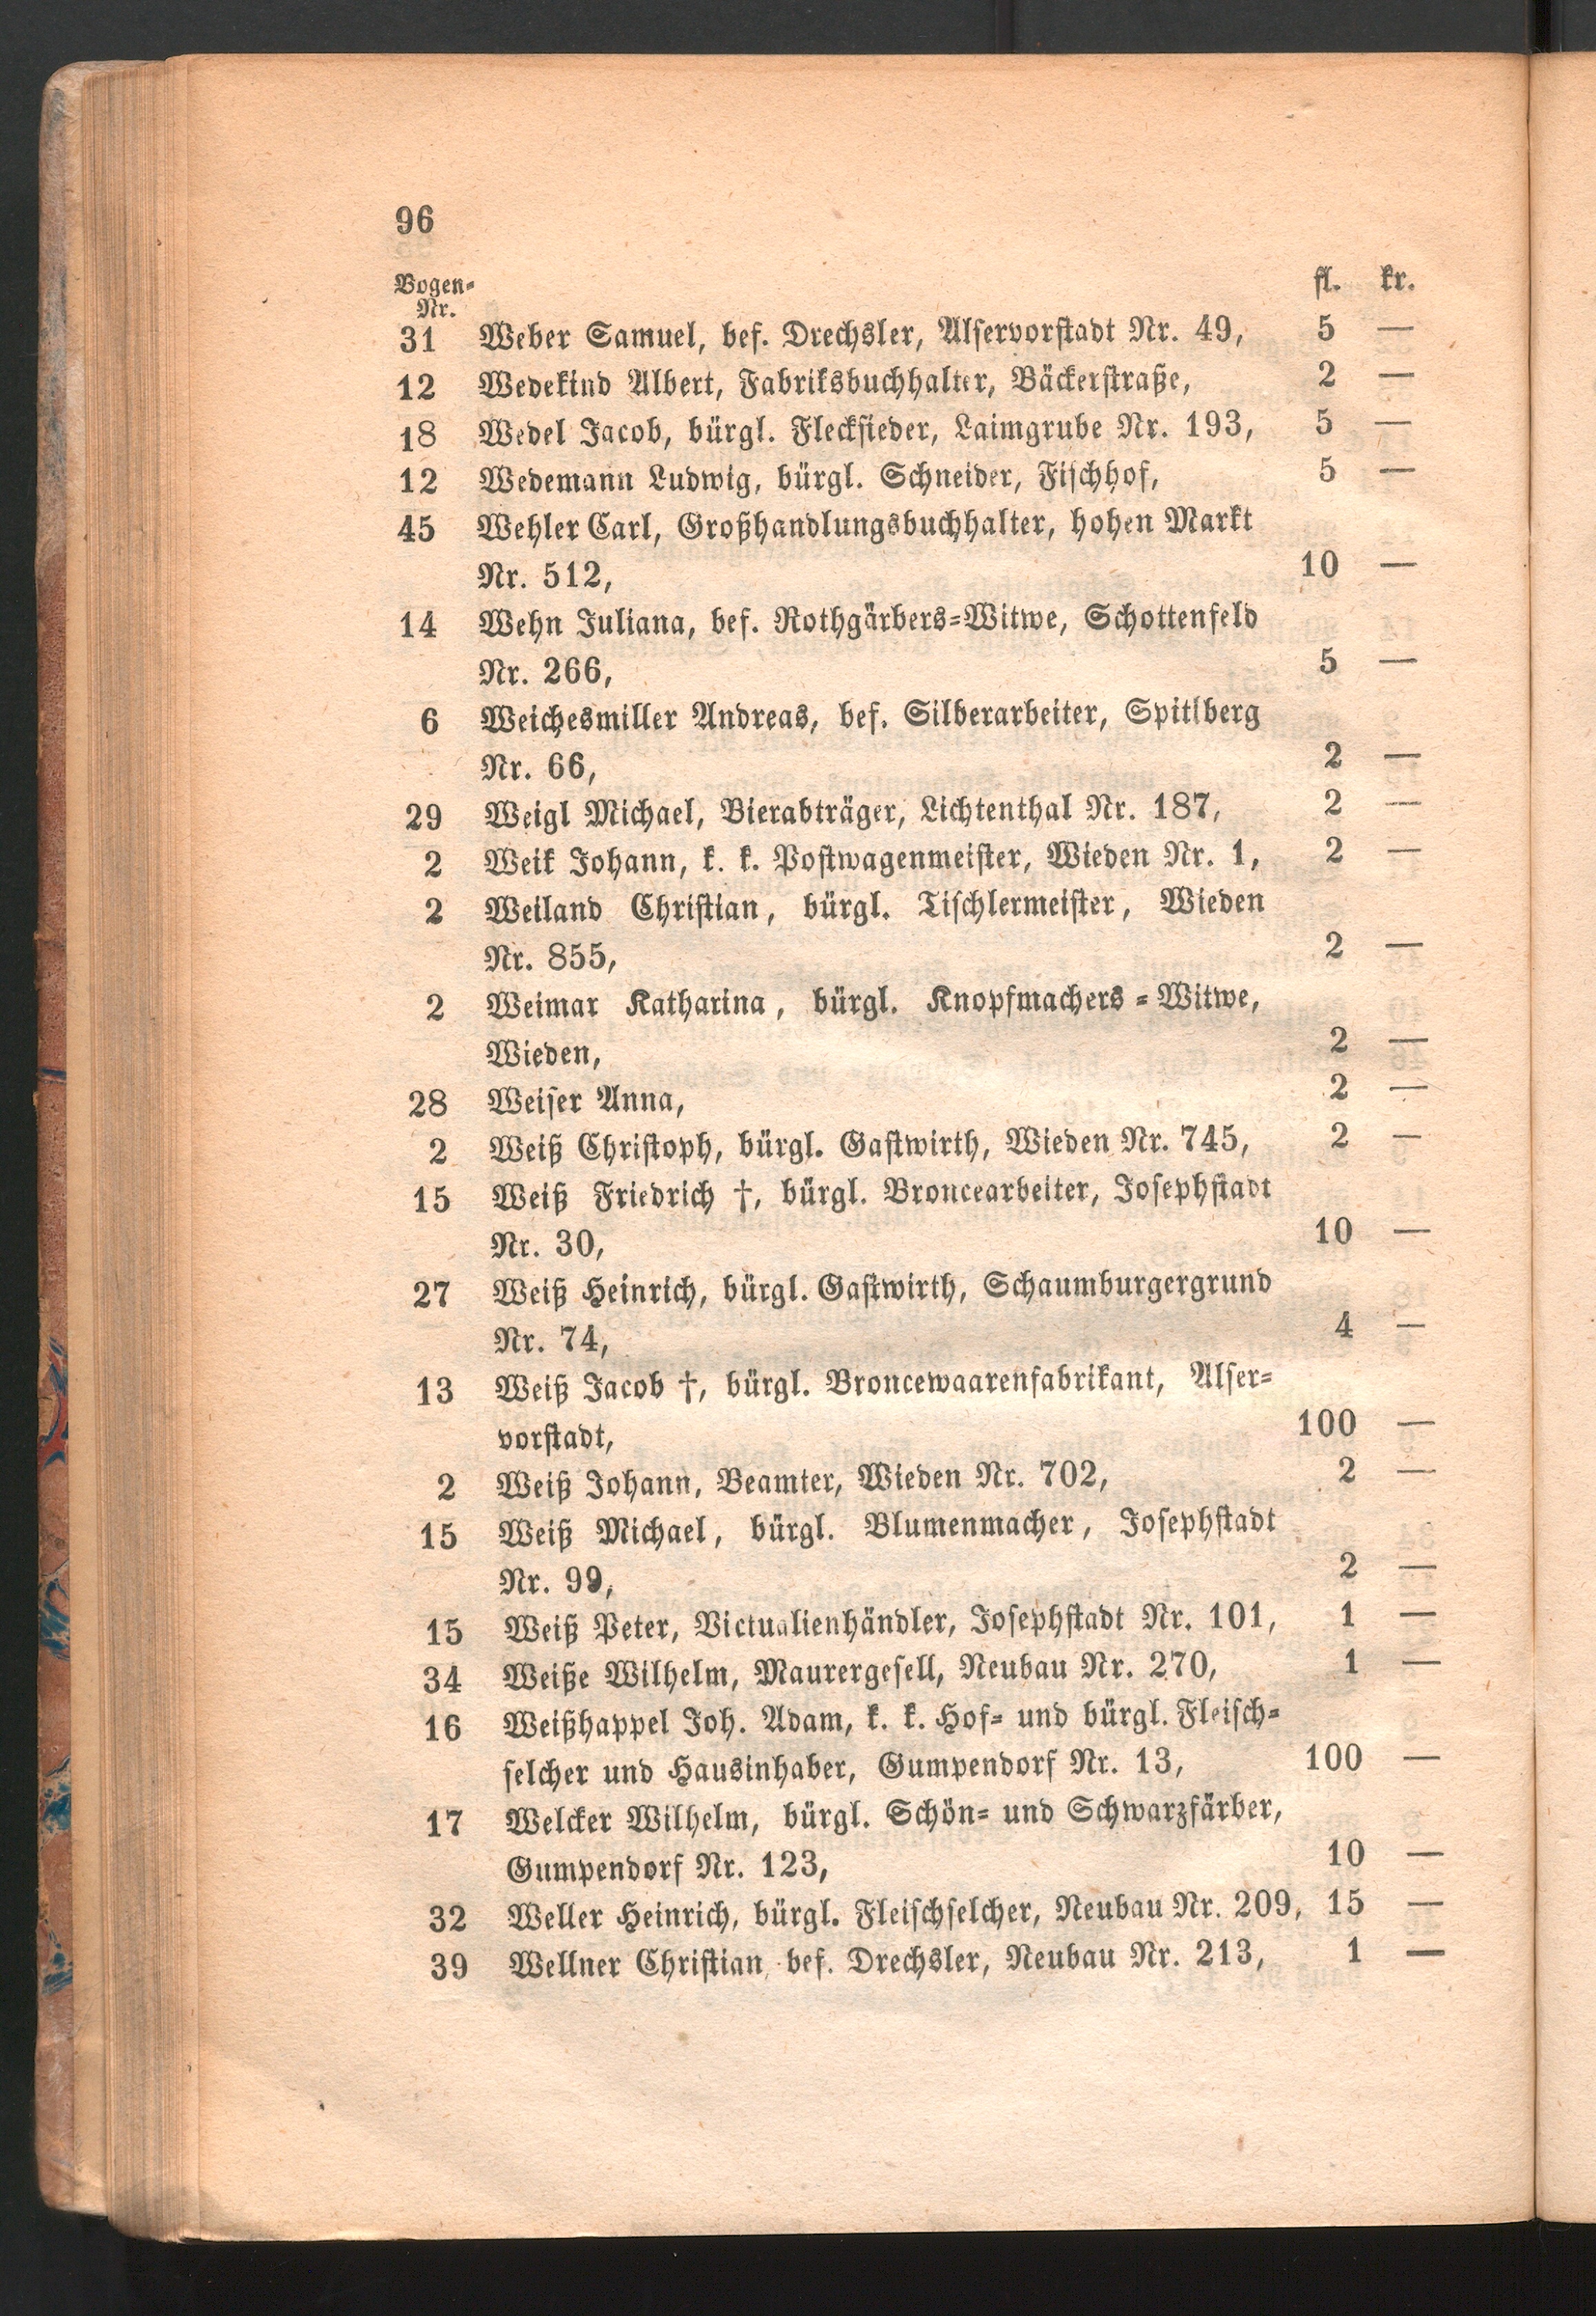 96
Bogen- fl. kr.
Nr.
31 Weber Samuel, bef. Drechsler, Alservorstadt Nr. 49, 5 —
12 Wedekind Albert, Fabriksbuchhalter, Bäckerstraße, 2 —
18 Wedel Jacob, bürgl. Flecksieder, Laimgrube Nr. 193, 5 —
12 Wedemann Ludwig, bürgl. Schneider, Fischhof, 5 —
45 Wehler Carl, Großhandlungsbuchhalter, hohen Markt
Nr. 512, 10 —
14 Wehn Juliana, bef. Rothgärbers-Witwe, Schottenfeld
Nr. 266, 5 —
6 Weichesmiller Andreas, bef. Silberarbeiter, Spitlberg
Nr. 66, 2 —
29 Weigl Michael, Bierabträger, Lichtenthal Nr. 187, 2 —
2 Weik Johann, k. k. Postwagenmeister, Wieden Nr. 1, 2 —
2 Weiland Christian, bürgl. Tischlermeister, Wieden
Nr. 855, 2 —
2 Weimar Katharina, bürgl. Knopfmachers-Witwe,
Wieden, 2 —
28 Weiser Anna, 2 —
2 Weiß Christoph, bürgl. Gastwirth, Wieden Nr. 745, 2 —
15 Weiß Friedrich †, bürgl. Broncearbeiter, Josephstadt
Nr. 30, 10 —
27 Weiß Heinrich, bürgl. Gastwirth, Schaumburgergrund
Nr. 74, 4 —
13 Weiß Jacob †, bürgl. Broncewaarenfabrikant, Alser-
vorstadt, 100 —
2 Weiß Johann, Beamter, Wieden Nr. 702, 2 —
15 Weiß Michael, bürgl. Blumenmacher, Josephstadt
Nr. 99, 2 —
15 Weiß Peter, Victualienhändler, Josephstadt Nr. 101, 1 —
34 Weiße Wilhelm, Maurergesell, Neubau Nr. 270, 1 —
16 Weißhappel Joh. Adam, k. k. Hof- und bürgl. Fleisch-
selcher und Hausinhaber, Gumpendorf Nr. 13, 100 —
17 Welcker Wilhelm, bürgl. Schön- und Schwarzfärber,
Gumpendorf Nr. 123, 10 —
32 Weller Heinrich, bürgl. Fleischselcher, Neubau Nr. 209, 15 —
39 Wellner Christian, bef. Drechsler, Neubau Nr. 213, 1 —